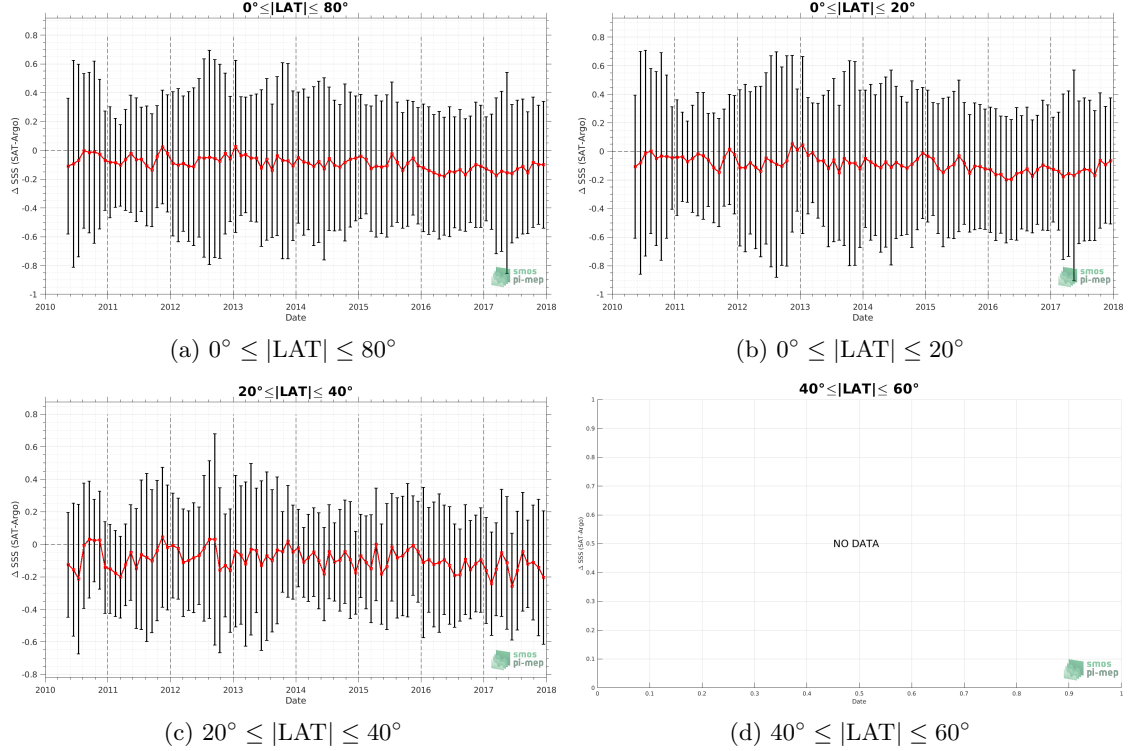 0°≤|LAT|≤ 80°
0.8
0.6
0.4
0.2
0
-0.2
-0.4
-0.6
-0.8
-1
Δ SSS (SAT-Argo)
2010 2011 2012 2013 2014 2015 2016 2017 2018
Date
smos
pi-mep
(a) 0° ≤ |LAT| ≤ 80°
0°≤|LAT|≤ 20°
0.8
0.6
0.4
0.2
0
-0.2
-0.4
-0.6
-0.8
-1
Δ SSS (SAT-Argo)
2010 2011 2012 2013 2014 2015 2016 2017 2018
Date
smos
pi-mep
(b) 0° ≤ |LAT| ≤ 20°
20°≤|LAT|≤ 40°
0.8
0.6
0.4
0.2
0
-0.2
-0.4
-0.6
-0.8
Δ SSS (SAT-Argo)
2010 2011 2012 2013 2014 2015 2016 2017 2018
Date
smos
pi-mep
(c) 20° ≤ |LAT| ≤ 40°
40°≤|LAT|≤ 60°
1
0.9
0.8
0.7
0.6
0.5
0.4
0.3
0.2
0.1
0
Δ SSS (SAT-Argo)
NO DATA
0 0.1 0.2 0.3 0.4 0.5 0.6 0.7 0.8 0.9 1
Date
smos
pi-mep
(d) 40° ≤ |LAT| ≤ 60°